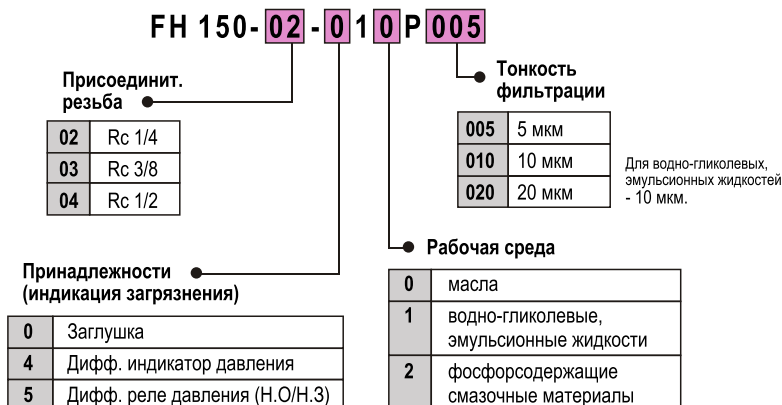 FH 150-02-010P005
Присоединит.
резьба
02 Rc 1/4
03 Rc 3/8
04 Rc 1/2
Тонкость
фильтрации
005 5 мкм
010 10 мкм
020 20 мкм
Для водно-гликолевых,
эмульсионных жидкостей
- 10 мкм.
Принадлежности
(индикация загрязнения)
0 Заглушка
4 Дифф. индикатор давления
5 Дифф. реле давления (Н.О/Н.З)
Рабочая среда
0 масла
1 водно-гликолевые,
эмульсионные жидкости
2 фосфорсодержащие
смазочные материалы